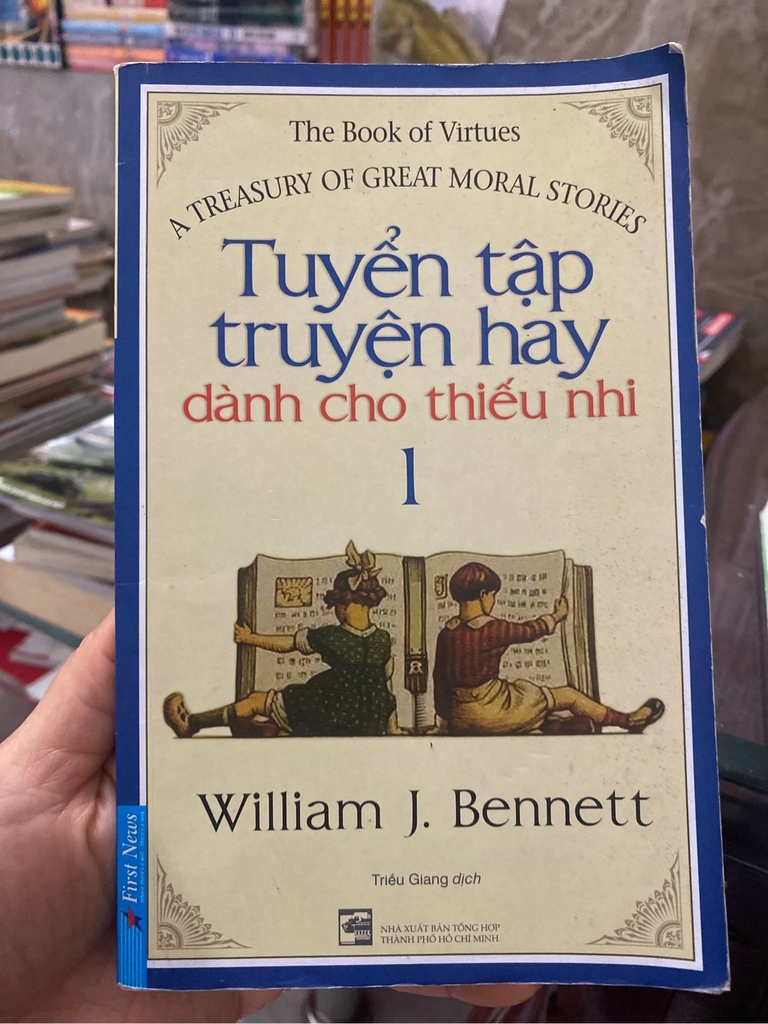 The Book of Virtues
A TREASURY OF GREAT MORAL STORIES
Tuyển tập
truyện hay
dành cho thiếu nhi
1
William J. Bennett
Triêu Giang dịch
NHÀ XUẤT BẢN TỔNG HỢP
THÀNH PHỐ HỒ CHÍ MINH
First News